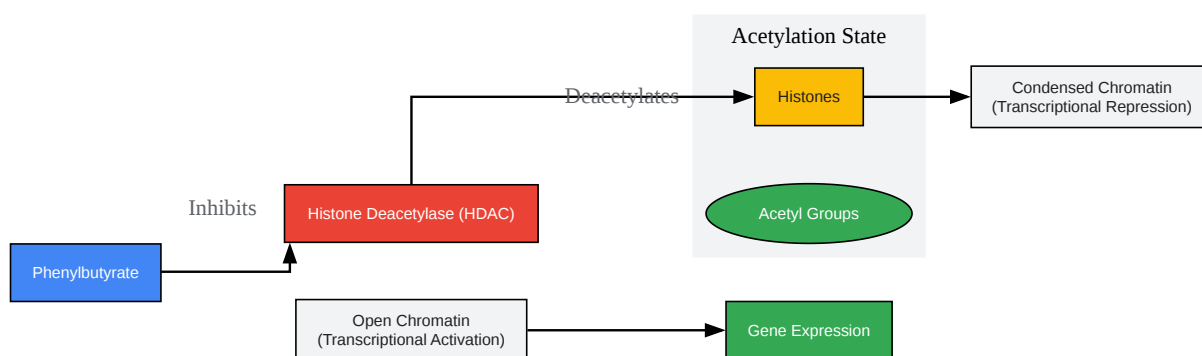 Acetylation State
Deacetylates
Histones
Condensed Chromatin
(Transcriptional Repression)
Inhibits
Histone Deacetylase (HDAC)
Acetyl Groups
Phenylbutyrate
Open Chromatin
(Transcriptional Activation)
Gene Expression